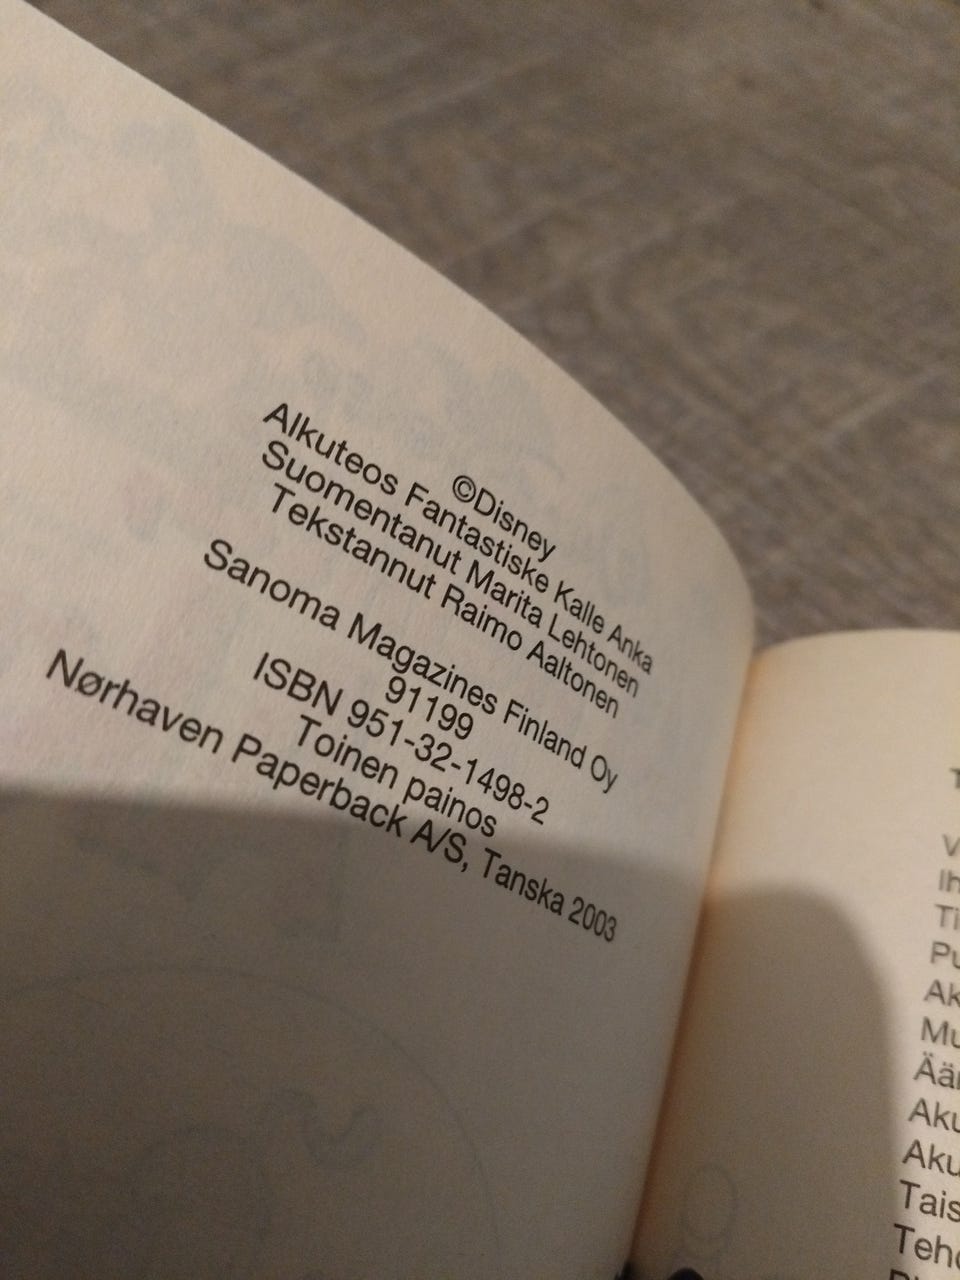 ©Disney
Alkuteos Fantastiske Kalle Anka
Suomentanut Marita Lehtonen
Tekstannut Raimo Aaltonen
Sanoma Magazines Finland Oy
91199
ISBN 951-32-1498-2
Toinen painos
Nørhaven Paperback A/S, Tanska 2003